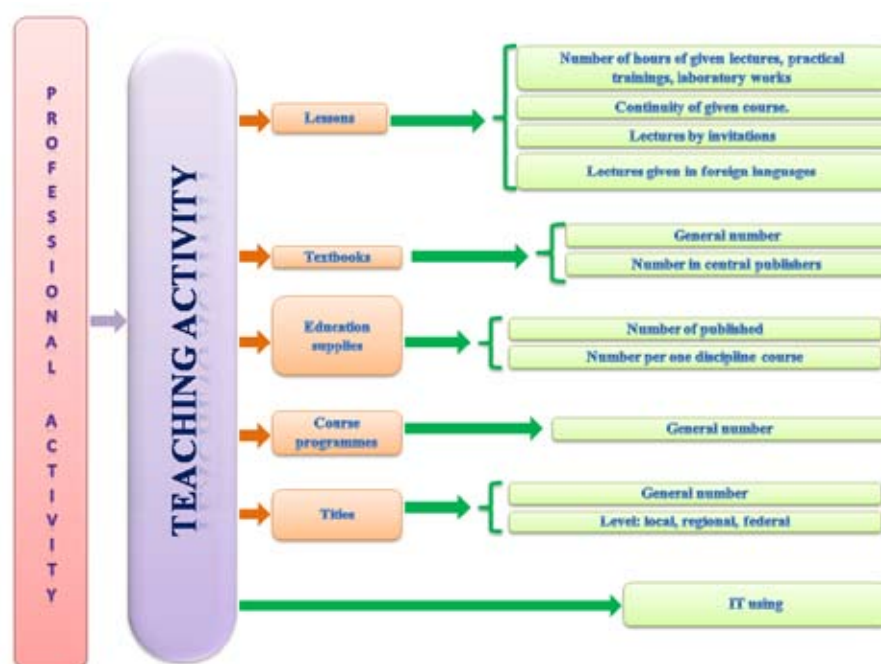 PROFESSIONAL ACTIVITY
TEACHING ACTIVITY
Lessons
Number of hours of given lectures, practical
trainings, laboratory works
Continuity of given course.
Lectures by invitations
Lectures given in foreign languages
Textbooks
General number
Number in central publishers
Education
supplies
Number of published
Number per one discipline course
Course
programmes
General number
Titles
General number
Level: local, regional, federal
IT using